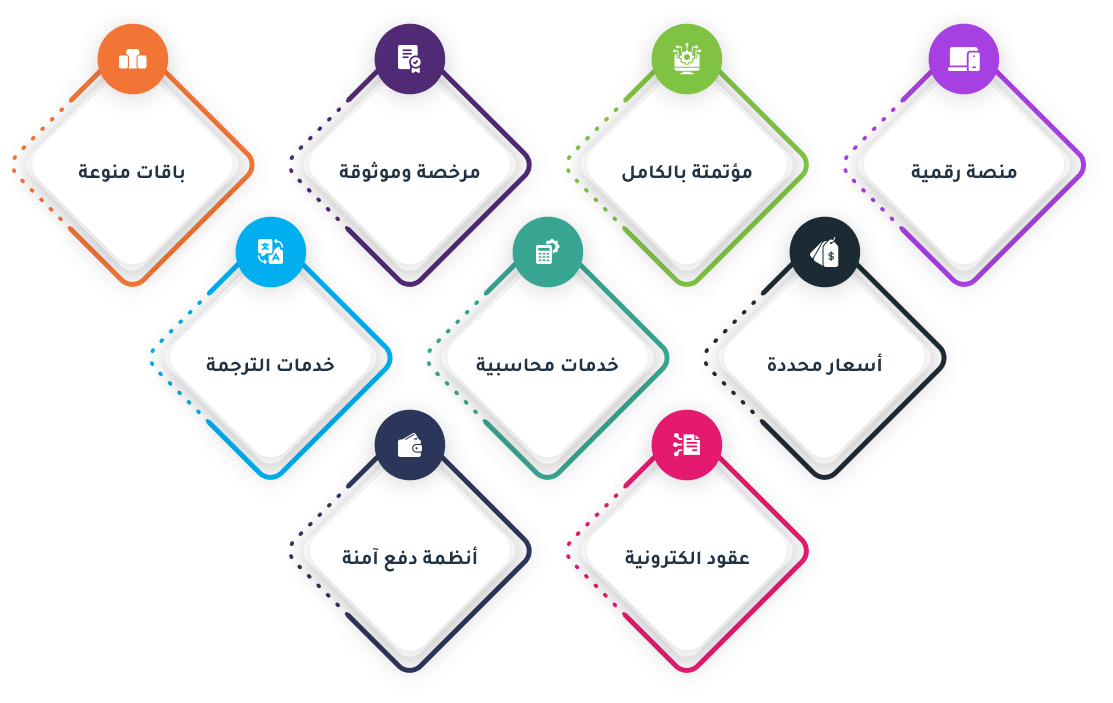 منصة رقمية
مؤتمتة بالكامل
مرخصة وموثوقة
باقات منوعة
أسعار محددة
خدمات محاسبية
خدمات الترجمة
عقود الكترونية
أنظمة دفع آمنة